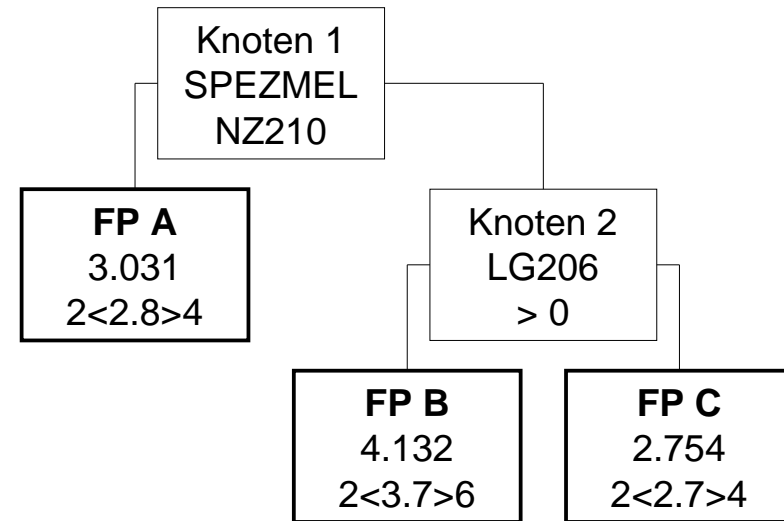 Knoten 1
SPEZMEL
NZ210
FP A
3.031
2<2.8>4
Knoten 2
LG206
> 0
FP B
4.132
2<3.7>6
FP C
2.754
2<2.7>4